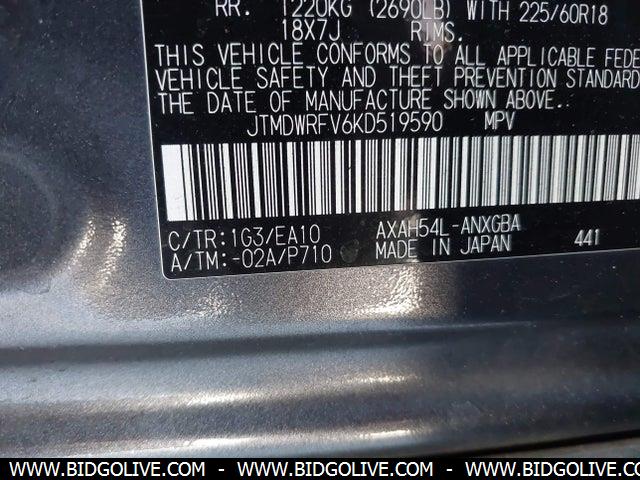 RR. 1220KG (2690LB) WITH 225/60R18
18X7J RIMS.
THIS VEHICLE CONFORMS TO ALL APPLICABLE FEDE
VEHICLE SAFETY AND THEFT PREVENTION STANDARD
THE DATE OF MANUFACTURE SHOWN ABOVE.
JTMDWRFV6KD519590 MPV
C/TR:1G3/EA10 AXAH54L-ANXGBA
A/TM:-02A/P710 MADE IN JAPAN 441
WWW.BIDGOLIVE.COM - WWW.BIDGOLIVE.COM - WWW.BIDGOLIVE.COM